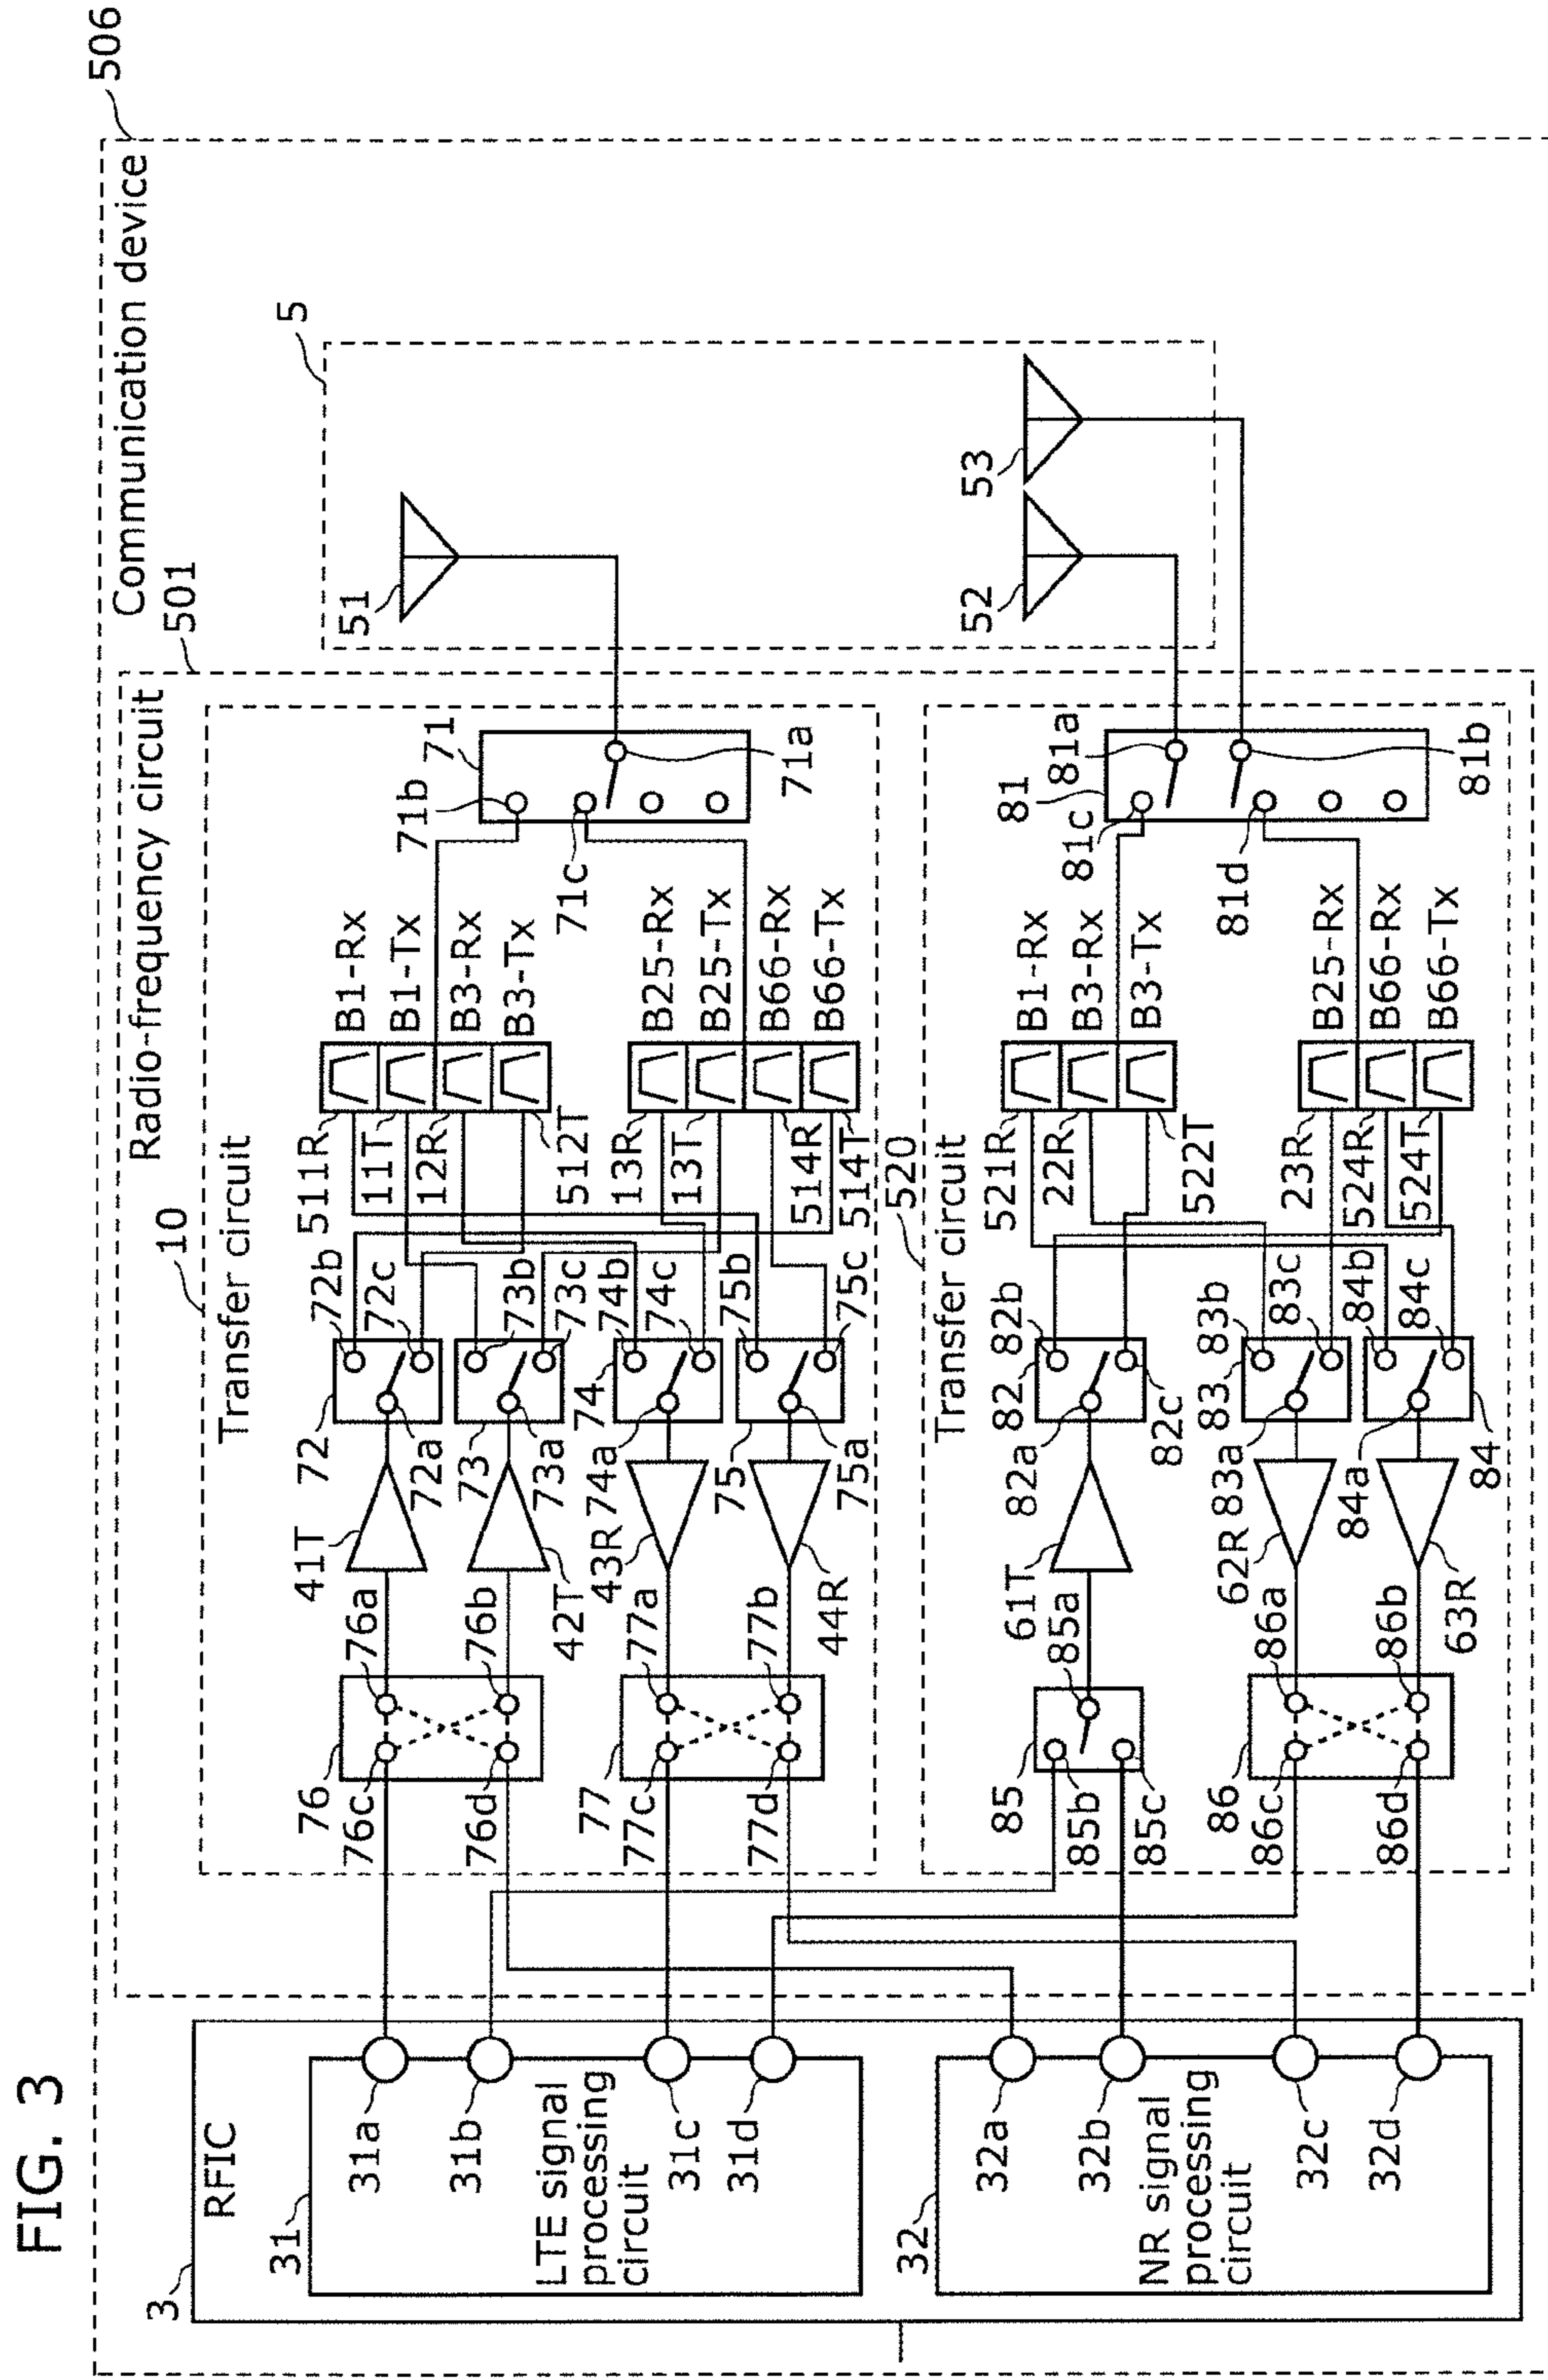 FIG. 3
506
Communication device
501
Radio-frequency circuit
10
Transfer circuit
5
51
52
53
3
RFIC
31
LTE signal
processing
circuit
31a
31b
31c
31d
32
NR signal
processing
circuit
32a
32b
32c
32d
76
76a
76b
76c
76d
77
77a
77b
77c
77d
41T
42T
43R
44R
72
72a
72b
72c
73
73a
73b
73c
74
74a
74b
74c
75
75a
75b
75c
511R
11T
12R
512T
13R
13T
514R
514T
B1-Rx
B1-Tx
B3-Rx
B3-Tx
B25-Rx
B25-Tx
B66-Rx
B66-Tx
71
71a
71b
71c
520
Transfer circuit
85
85a
85b
85c
86
86a
86b
86c
86d
61T
62R
63R
82
82a
82b
82c
83
83a
83b
83c
84
84a
84b
84c
521R
22R
522T
23R
524R
524T
B1-Rx
B3-Rx
B3-Tx
B25-Rx
B66-Rx
B66-Tx
81
81a
81b
81c
81d